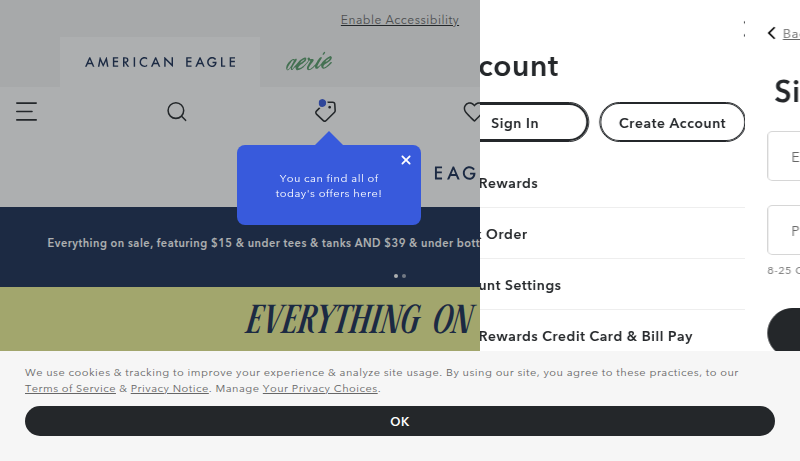 Enable Accessibility
AMERICAN EAGLE
aerie
You can find all of
today's offers here!
EAG
Everything on sale, featuring $15 & under tees & tanks AND $39 & under bott
EVERYTHING ON
count
Sign In
Create Account
Rewards
Order
unt Settings
Rewards Credit Card & Bill Pay
Ba
Si
E
P
8-25 C
We use cookies & tracking to improve your experience & analyze site usage. By using our site, you agree to these practices, to our
Terms of Service & Privacy Notice. Manage Your Privacy Choices.
OK